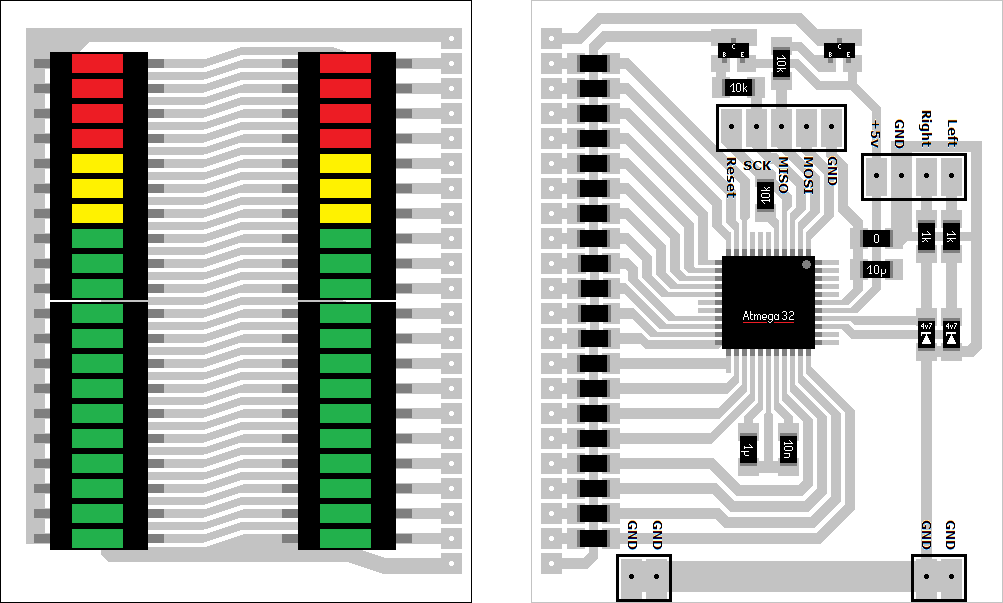 C
B E
C
B E
10k
10k
+5v
GND
Right
Left
Reset
SCK
MISO
MOSI
GND
10k
0
1k
1k
10µ
Atmega 32
4v7
4v7
1µ
10n
GND
GND
GND
GND